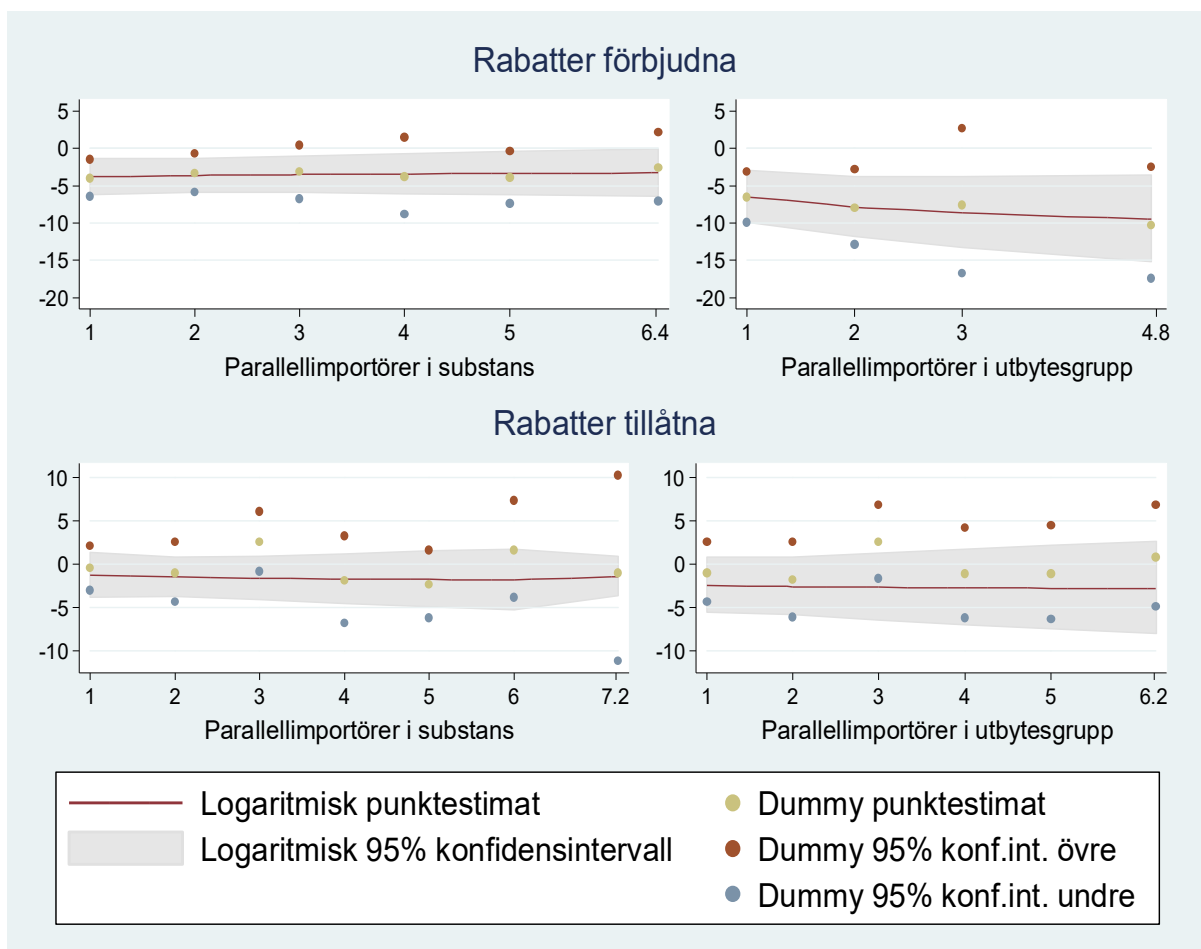 Rabatter förbjudna
5
0
-5
-10
-15
-20
1 2 3 4 5 6.4
Parallellimportörer i substans
5
0
-5
-10
-15
-20
1 2 3 4.8
Parallellimportörer i utbytesgrupp
Rabatter tillåtna
10
5
0
-5
-10
1 2 3 4 5 6 7.2
Parallellimportörer i substans
10
5
0
-5
-10
1 2 3 4 5 6.2
Parallellimportörer i utbytesgrupp
Logaritmisk punktestimat
Logaritmisk 95% konfidensintervall
Dummy punktestimat
Dummy 95% konf.int. övre
Dummy 95% konf.int. undre